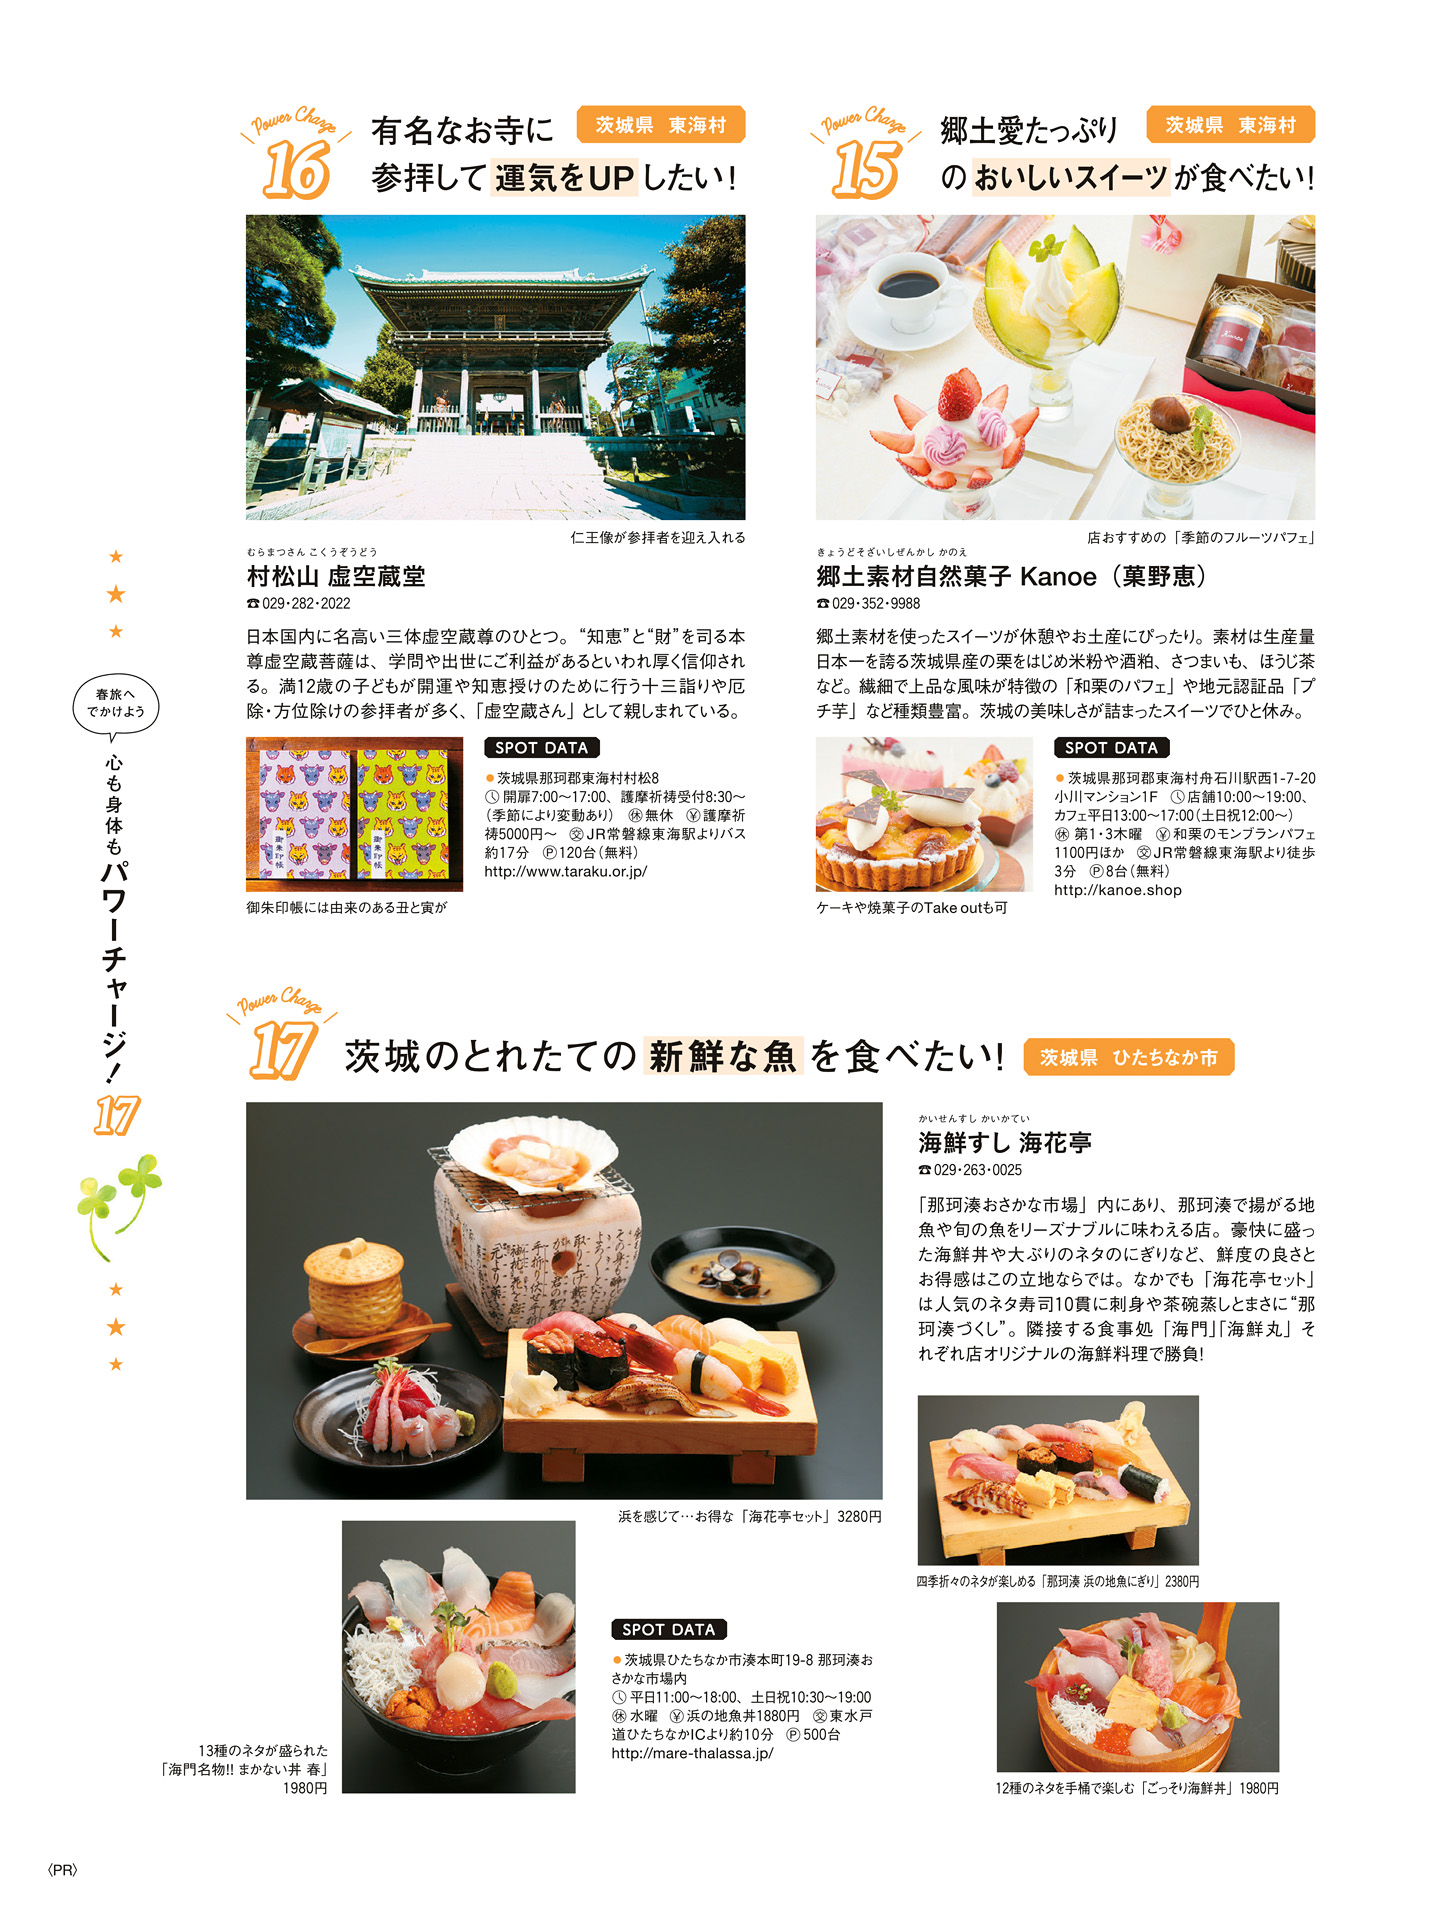 Power Charge
15
郷土愛たっぷり
のおいしいスイーツが食べたい!
茨城県 東海村
店おすすめの「季節のフルーツパフェ」
きょうどそざいしぜんかし かのえ
郷土素材自然菓子 Kanoe（菓野恵）
☎029・352・9988
郷土素材を使ったスイーツが休憩やお土産にぴったり。素材は生産量
日本一を誇る茨城県産の栗をはじめ米粉や酒粕、さつまいも、ほうじ茶
など。繊細で上品な風味が特徴の「和栗のパフェ」や地元認証品「プ
チ芋」など種類豊富。茨城の美味しさが詰まったスイーツでひと休み。
ケーキや焼菓子のTake outも可
SPOT DATA
●茨城県那珂郡東海村舟石川駅西1-7-20
小川マンション1F 店舗10:00〜19:00、
カフェ平日13:00〜17:00（土日祝12:00〜）
㊡第1・3木曜 ¥和栗のモンブランパフェ
1100円ほか 交JR常磐線東海駅より徒歩
3分 Ⓟ8台（無料）
http://kanoe.shop
Power Charge
16
有名なお寺に
参拝して運気をUPしたい!
茨城県 東海村
仁王像が参拝者を迎え入れる
むらまつさん こくうぞうどう
村松山 虚空蔵堂
☎029・282・2022
日本国内に名高い三体虚空蔵尊のひとつ。“知恵”と“財”を司る本
尊虚空蔵菩薩は、学問や出世にご利益があるといわれ厚く信仰され
る。満12歳の子どもが開運や知恵授けのために行う十三詣りや厄
除・方位除けの参拝者が多く、「虚空蔵さん」として親しまれている。
御朱印帳
御朱印帳
御朱印帳には由来のある丑と寅が
SPOT DATA
●茨城県那珂郡東海村村松8
開扉7:00〜17:00、護摩祈祷受付8:30〜
（季節により変動あり） ㊡無休 ¥護摩祈
祷5000円〜 交JR常磐線東海駅よりバス
約17分 Ⓟ120台（無料）
http://www.taraku.or.jp/
Power Charge
17
茨城のとれたての新鮮な魚を食べたい!
茨城県 ひたちなか市
浜を感じて…お得な「海花亭セット」3280円
かいせんすし かいかてい
海鮮すし 海花亭
☎029・263・0025
「那珂湊おさかな市場」内にあり、那珂湊で揚がる地
魚や旬の魚をリーズナブルに味わえる店。豪快に盛っ
た海鮮丼や大ぶりのネタのにぎりなど、鮮度の良さと
お得感はこの立地ならでは。なかでも「海花亭セット」
は人気のネタ寿司10貫に刺身や茶碗蒸しとまさに“那
珂湊づくし”。隣接する食事処「海門」「海鮮丸」そ
れぞれ店オリジナルの海鮮料理で勝負!
四季折々のネタが楽しめる「那珂湊 浜の地魚にぎり」2380円
12種のネタを手桶で楽しむ「ごっそり海鮮丼」1980円
13種のネタが盛られた
「海門名物!! まかない丼 春」
1980円
SPOT DATA
●茨城県ひたちなか市湊本町19-8 那珂湊お
さかな市場内
平日11:00〜18:00、土日祝10:30〜19:00
㊡水曜 ¥浜の地魚丼1880円 交東水戸
道ひたちなかICより約10分 Ⓟ500台
http://mare-thalassa.jp/
春旅へ
でかけよう
心も身体もパワーチャージ!
17
〈PR〉